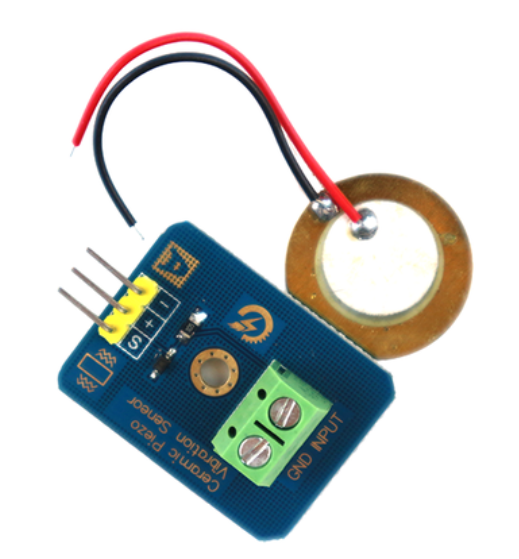 -
+
S
Ceramic Piezo
Vibration Sensor
GND INPUT